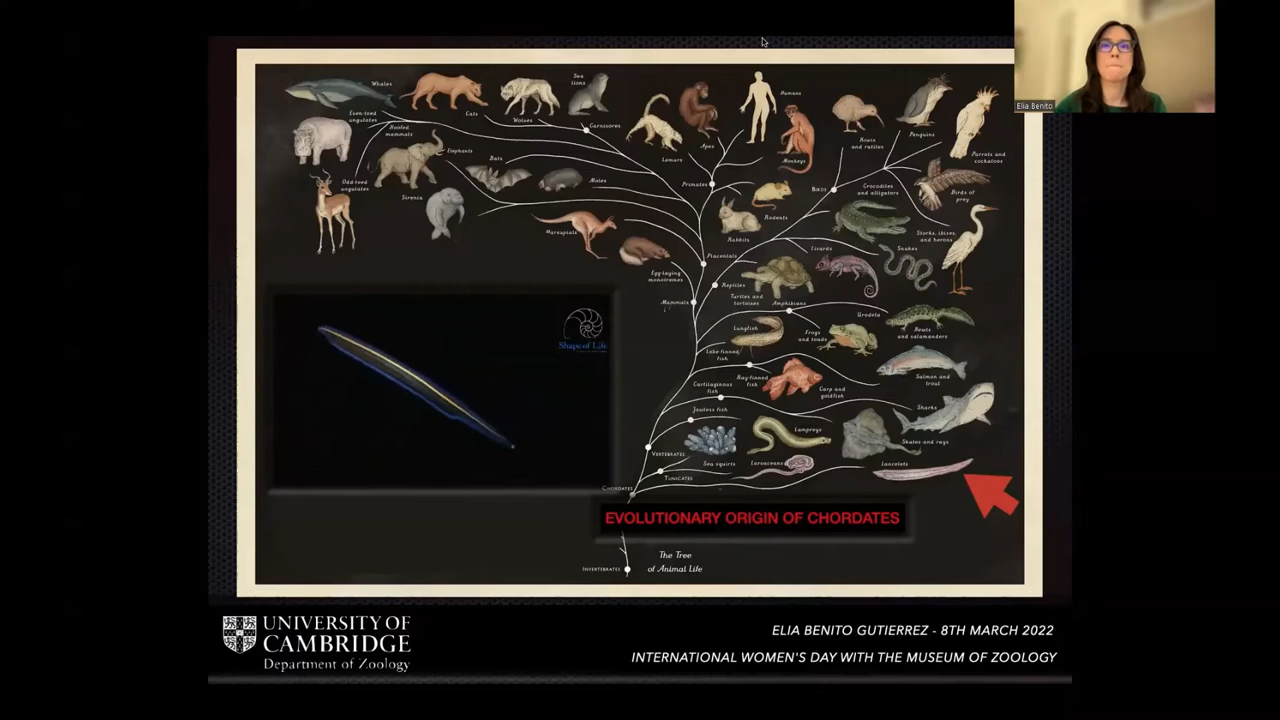 Elia Benito
Whales
Cats
Wolves
Sea
lions
Carnivores
Even-toed
ungulates
Hoofed
mammals
Elephants
Bats
Moles
Odd-toed
ungulates
Sirenia
Marsupials
Egg-laying
monotremes
Lemurs
Apes
Humans
Monkeys
Primates
Rodents
Rabbits
Placentals
Mammals
Kiwis
and ratites
Penguins
Parrots and
cockatoos
Birds
Crocodiles
and alligators
Birds of
prey
Storks, ibises,
and herons
Lizards
Snakes
Reptiles
Turtles and
tortoises
Amphibians
Urodela
Newts
and salamanders
Frogs
and toads
Lungfish
Lobe-finned
fish
Ray-finned
fish
Carp and
goldfish
Salmon and
trout
Cartilaginous
fish
Sharks
Skates and rays
Jawless fish
Lampreys
VERTEBRATES
Sea squirts
Larvaceans
Lancelets
TUNICATES
CHORDATES
Shape of Life
EVOLUTIONARY ORIGIN OF CHORDATES
The Tree
of Animal Life
INVERTEBRATES
UNIVERSITY OF
CAMBRIDGE
Department of Zoology
ELIA BENITO GUTIERREZ - 8TH MARCH 2022
INTERNATIONAL WOMEN'S DAY WITH THE MUSEUM OF ZOOLOGY